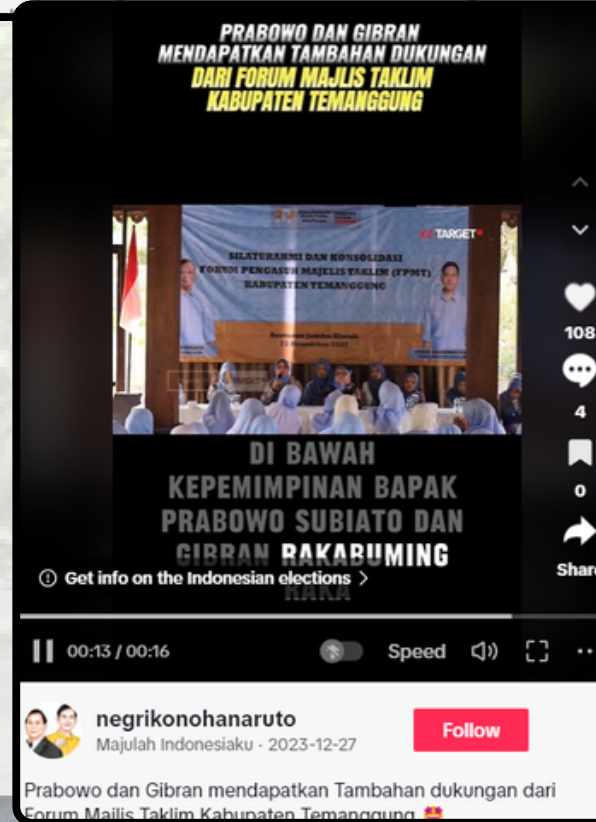 PRABOWO DAN GIBRAN
MENDAPATKAN TAMBAHAN DUKUNGAN
DARI FORUM MAJLIS TAKLIM
KABUPATEN TEMANGGUNG
TARGET
SILATURAHMI DAN KONSOLIDASI
FORUM PENGASUH MAJELIS TAKLIM (FPMT)
KABUPATEN TEMANGGUNG
2023
DI BAWAH
KEPEMIMPINAN BAPAK
PRABOWO SUBIATO DAN
GIBRAN RAKABUMING
RAKA
Get info on the Indonesian elections >
108
4
0
Share
00:13 / 00:16
Speed
negrikonohanaruto
Majulah Indonesiaku · 2023-12-27
Follow
Prabowo dan Gibran mendapatkan Tambahan dukungan dari
Forum Majlis Taklim Kabupaten Temanggung 🤩